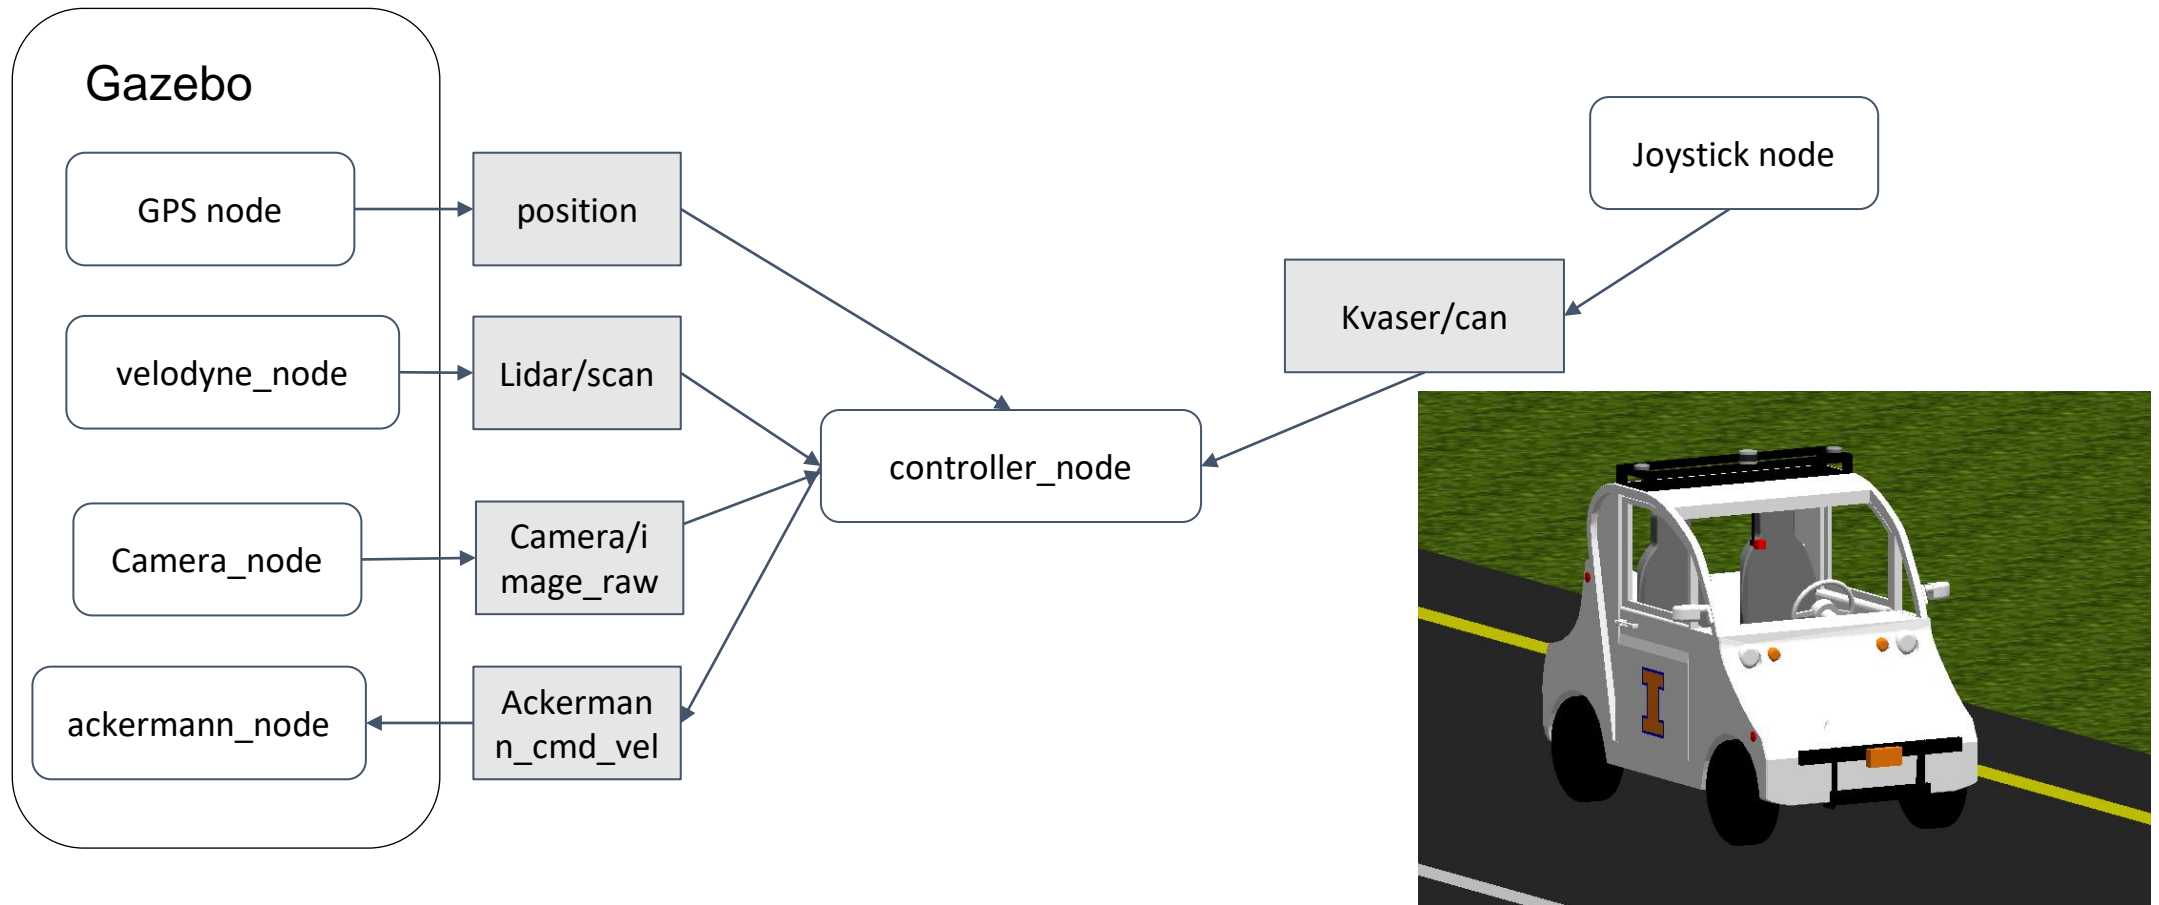 Gazebo
GPS node
position
Joystick node
velodyne_node
Lidar/scan
Kvaser/can
controller_node
Camera_node
Camera/i
mage_raw
ackermann_node
Ackerman
n_cmd_vel
I